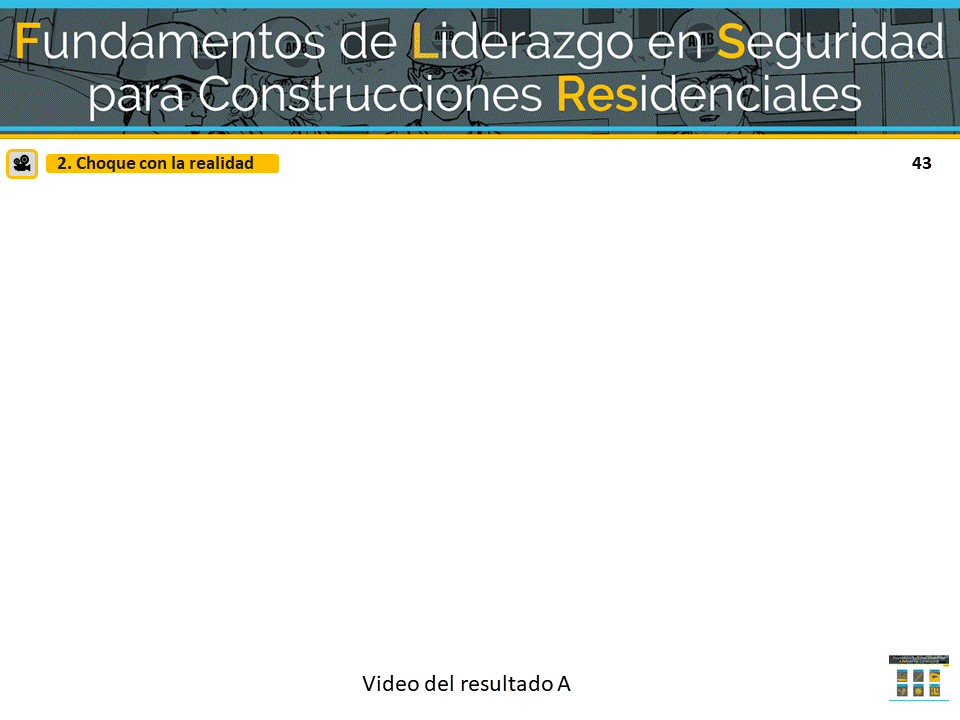 Fundamentos de Liderazgo en Seguridad
para Construcciones Residenciales
2. Choque con la realidad
43
Video del resultado A